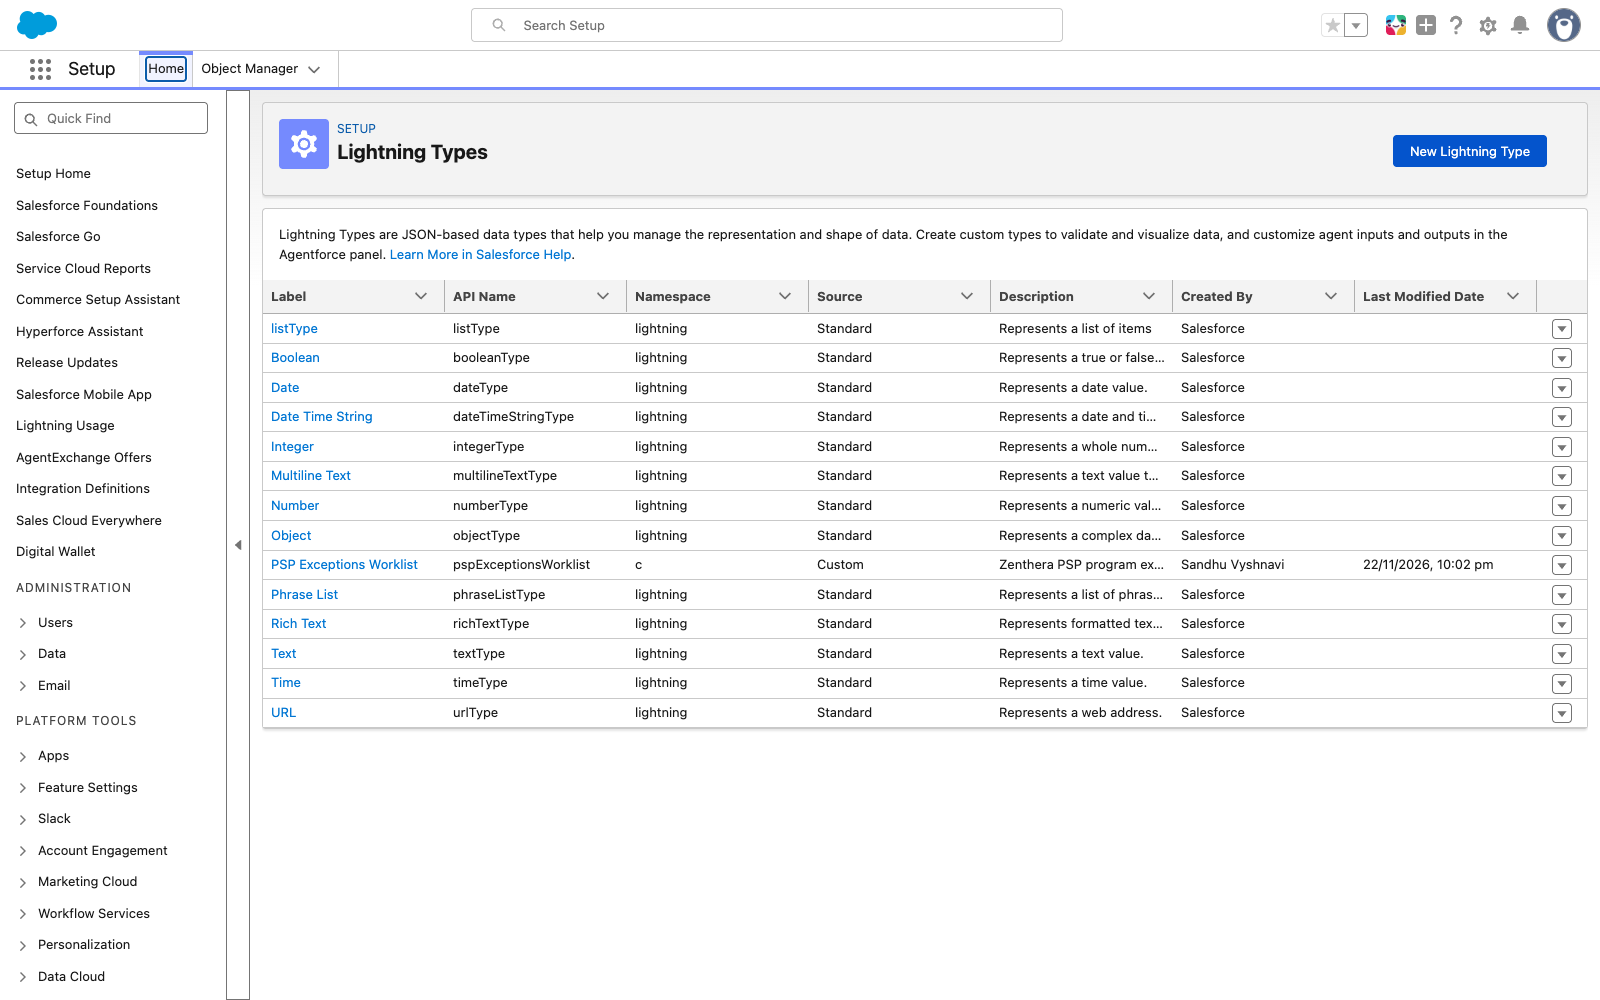 Search Setup
Setup
Home
Object Manager
Quick Find
Setup Home
Salesforce Foundations
Salesforce Go
Service Cloud Reports
Commerce Setup Assistant
Hyperforce Assistant
Release Updates
Salesforce Mobile App
Lightning Usage
AgentExchange Offers
Integration Definitions
Sales Cloud Everywhere
Digital Wallet
ADMINISTRATION
Users
Data
Email
PLATFORM TOOLS
Apps
Feature Settings
Slack
Account Engagement
Marketing Cloud
Workflow Services
Personalization
Data Cloud
SETUP
Lightning Types
New Lightning Type
Lightning Types are JSON-based data types that help you manage the representation and shape of data. Create custom types to validate and visualize data, and customize agent inputs and outputs in the
Agentforce panel. Learn More in Salesforce Help.
Label API Name Namespace Source Description Created By Last Modified Date
listType listType lightning Standard Represents a list of items Salesforce
Boolean booleanType lightning Standard Represents a true or false... Salesforce
Date dateType lightning Standard Represents a date value. Salesforce
Date Time String dateTimeStringType lightning Standard Represents a date and ti... Salesforce
Integer integerType lightning Standard Represents a whole num... Salesforce
Multiline Text multilineTextType lightning Standard Represents a text value t... Salesforce
Number numberType lightning Standard Represents a numeric val... Salesforce
Object objectType lightning Standard Represents a complex da... Salesforce
PSP Exceptions Worklist pspExceptionsWorklist c Custom Zenthera PSP program ex... Sandhu Vyshnavi 22/11/2026, 10:02 pm
Phrase List phraseListType lightning Standard Represents a list of phras... Salesforce
Rich Text richTextType lightning Standard Represents formatted tex... Salesforce
Text textType lightning Standard Represents a text value. Salesforce
Time timeType lightning Standard Represents a time value. Salesforce
URL urlType lightning Standard Represents a web address. Salesforce